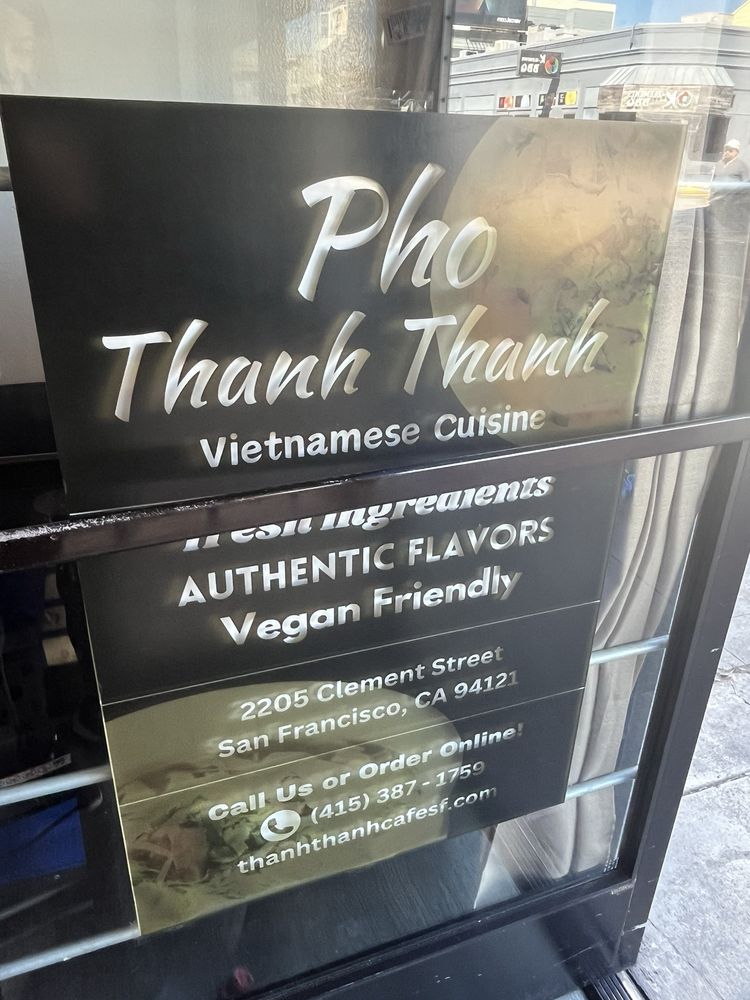 Pho
Thanh Thanh
Vietnamese Cuisine
fresh ingredients
AUTHENTIC FLAVORS
Vegan Friendly
2205 Clement Street
San Francisco, CA 94121
Call Us or Order Online!
(415) 387-1759
thanhthanhcafesf.com